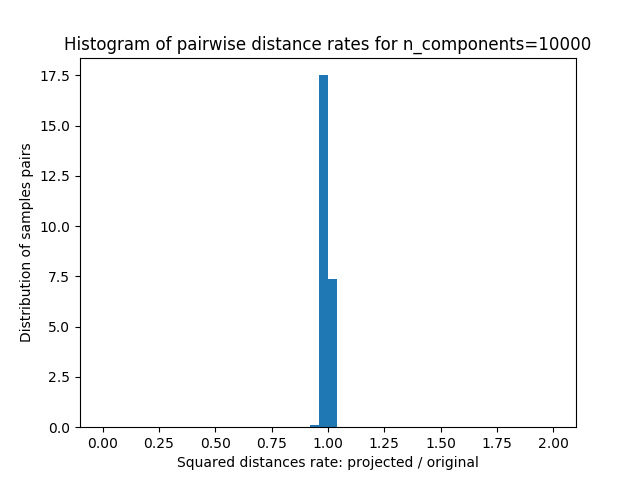 Histogram of pairwise distance rates for n_components=10000
17.5
15.0
12.5
10.0
7.5
5.0
2.5
0.0
Distribution of samples pairs
0.00 0.25 0.50 0.75 1.00 1.25 1.50 1.75 2.00
Squared distances rate: projected / original